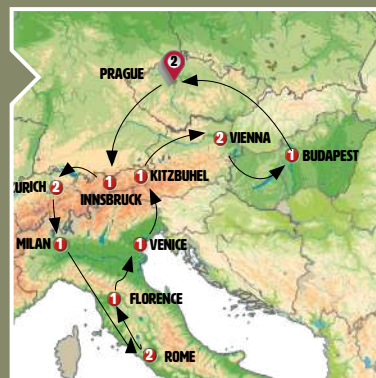 2
PRAGUE
2 VIENNA
1 BUDAPEST
1 KITZBUHEL
URICH 2
1
INNSBRUCK
MILAN 1
1 VENICE
1 FLORENCE
2
ROME